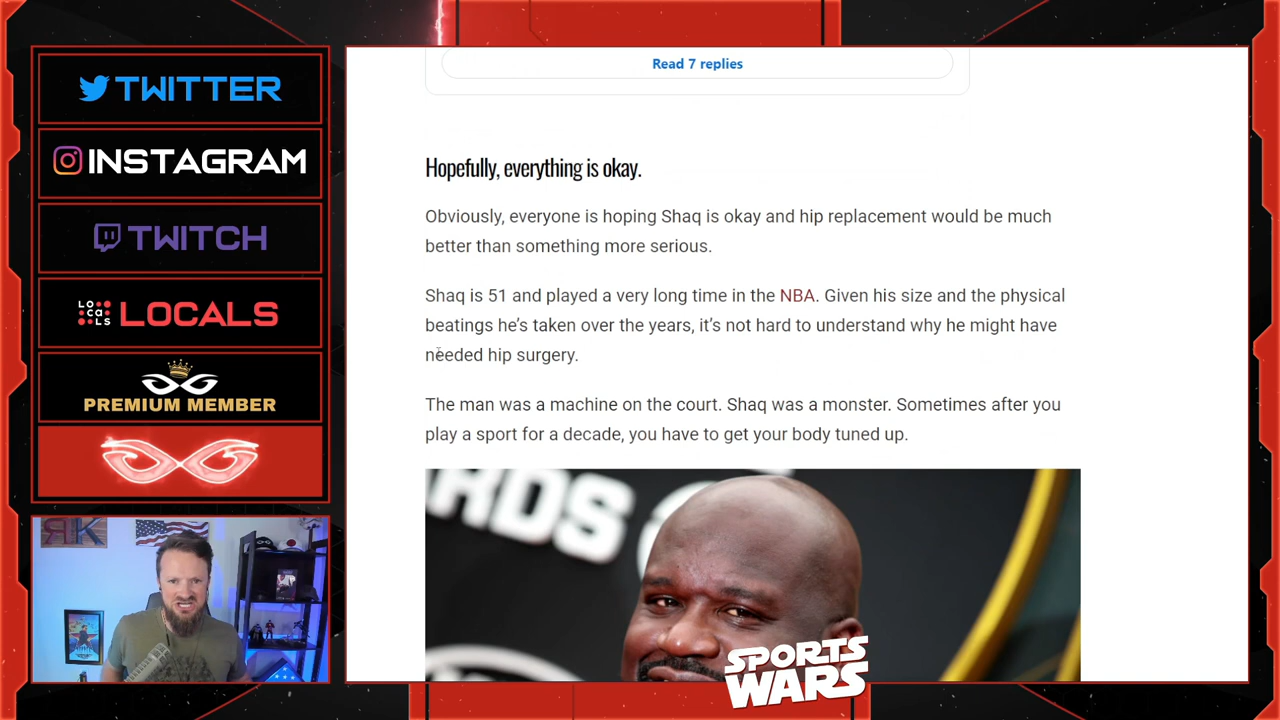 TWITTER
INSTAGRAM
TWITCH
LOCALS
LOCALS
PREMIUM MEMBER
Read 7 replies
Hopefully, everything is okay.
Obviously, everyone is hoping Shaq is okay and hip replacement would be much
better than something more serious.
Shaq is 51 and played a very long time in the NBA. Given his size and the physical
beatings he’s taken over the years, it’s not hard to understand why he might have
needed hip surgery.
The man was a machine on the court. Shaq was a monster. Sometimes after you
play a sport for a decade, you have to get your body tuned up.
RDS
SPORTS
WARS